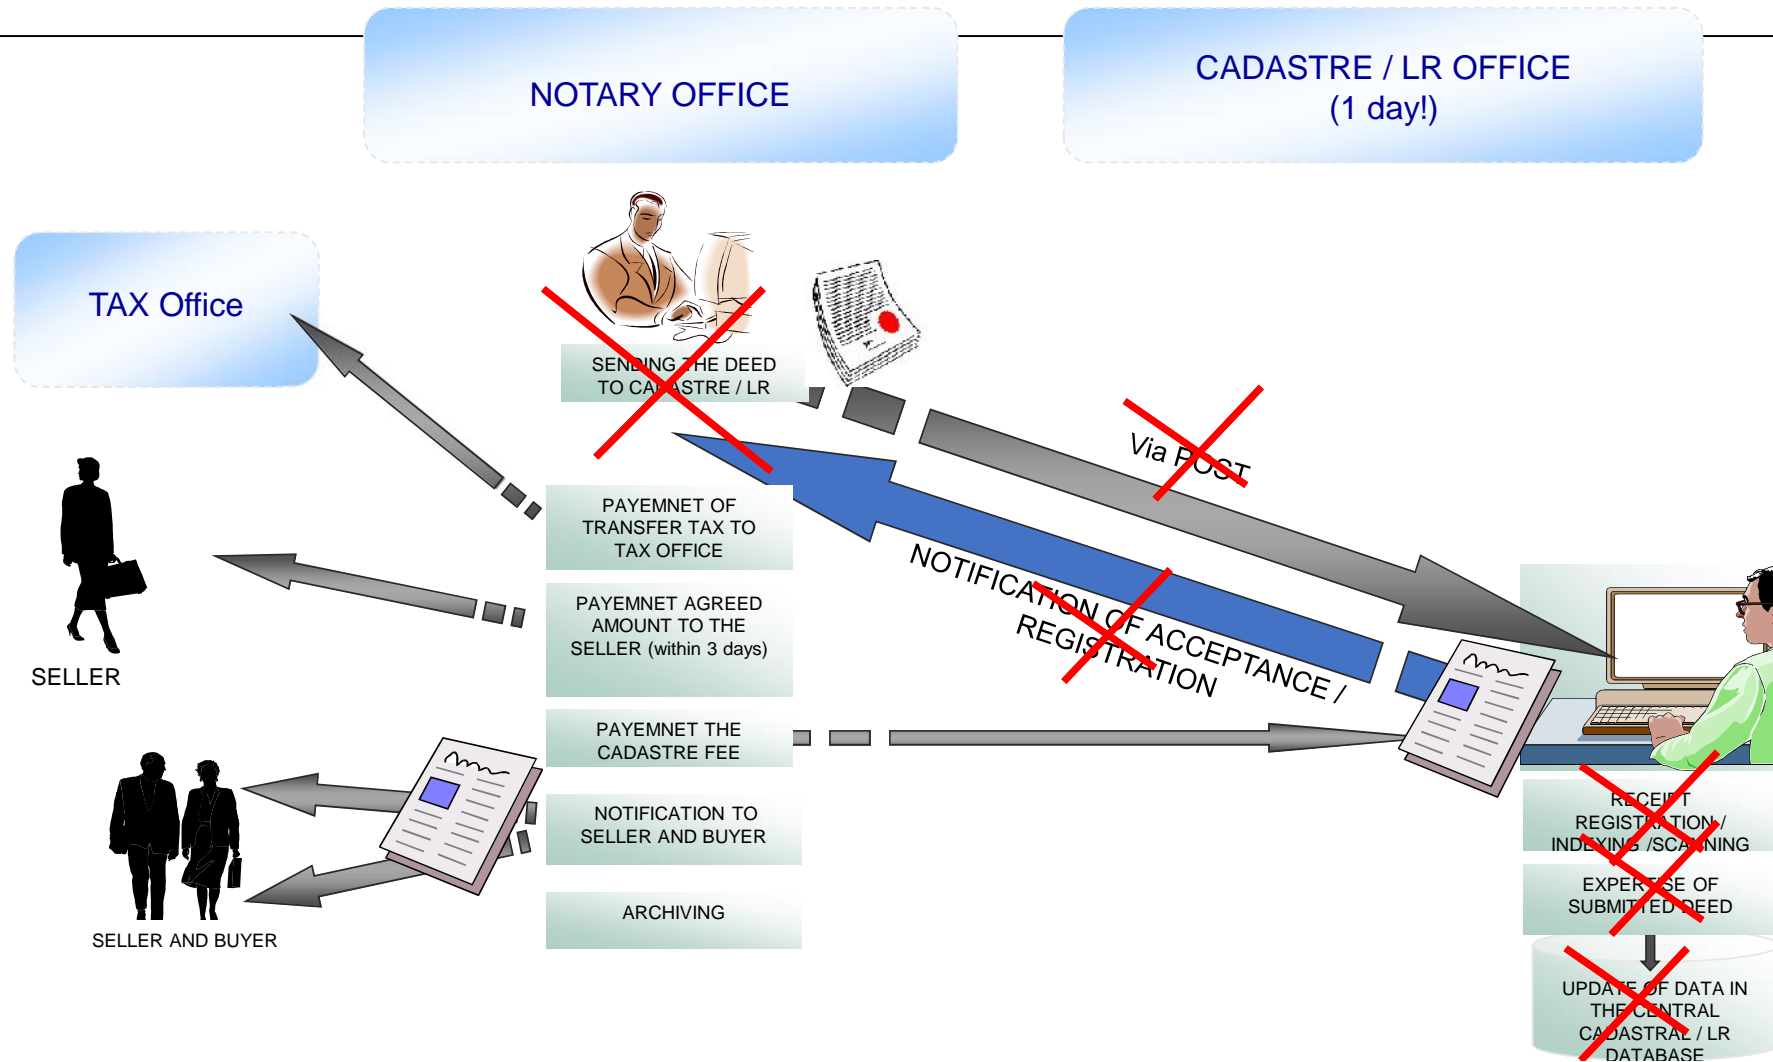 NOTARY OFFICE
CADASTRE / LR OFFICE
(1 day!)
TAX Office
SENDING THE DEED
TO CADASTRE / LR
Via POST
PAYEMNET OF
TRANSFER TAX TO
TAX OFFICE
NOTIFICATION OF ACCEPTANCE /
REGISTRATION
PAYEMNET AGREED
AMOUNT TO THE
SELLER (within 3 days)
SELLER
PAYEMNET THE
CADASTRE FEE
NOTIFICATION TO
SELLER AND BUYER
ARCHIVING
SELLER AND BUYER
RECEIPT
REGISTRATION /
INDEXING /SCANNING
EXPERTISE OF
SUBMITTED DEED
UPDATE OF DATA IN
THE CENTRAL
CADASTRAL / LR
DATABASE